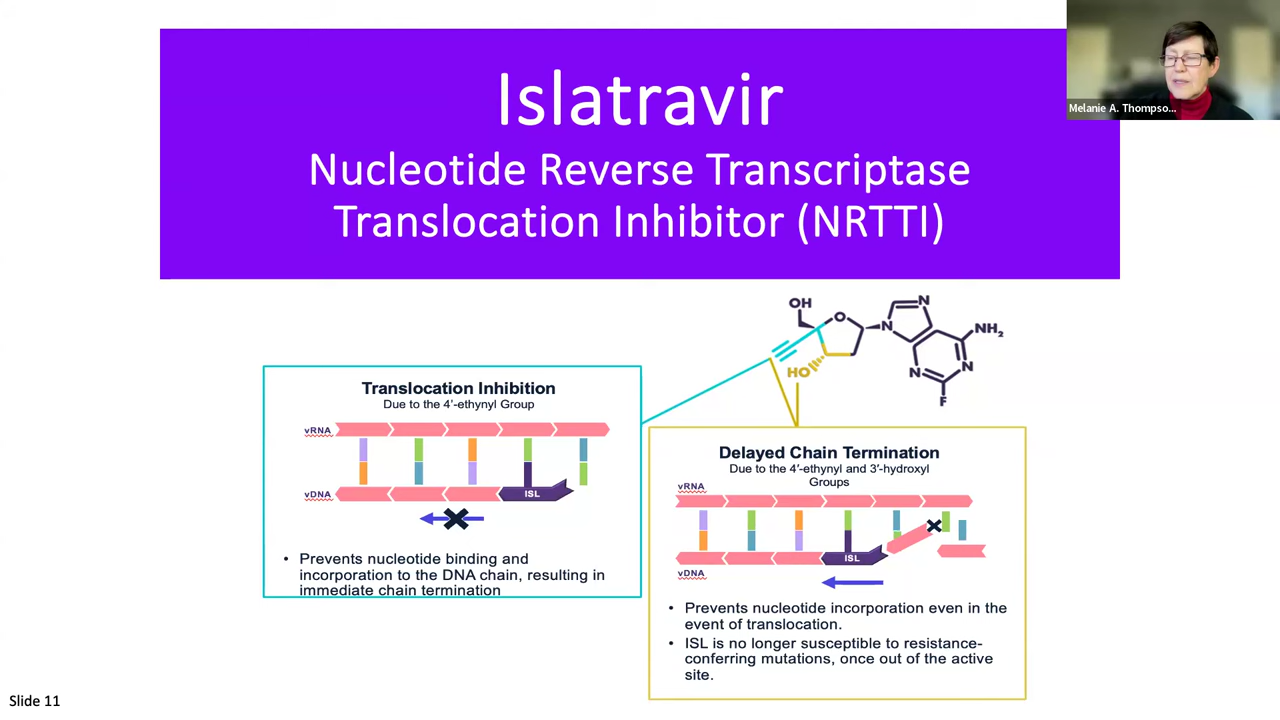 Islatravir
Nucleotide Reverse Transcriptase
Translocation Inhibitor (NRTTI)
Melanie A. Thompso...
OH
O
N
N
NH2
HO
N
N
F
Translocation Inhibition
Due to the 4'-ethynyl Group
vRNA
vDNA
ISL
• Prevents nucleotide binding and
incorporation to the DNA chain, resulting in
immediate chain termination
Delayed Chain Termination
Due to the 4'-ethynyl and 3'-hydroxyl
Groups
vRNA
ISL
vDNA
• Prevents nucleotide incorporation even in the
event of translocation.
• ISL is no longer susceptible to resistance-
conferring mutations, once out of the active
site.
Slide 11